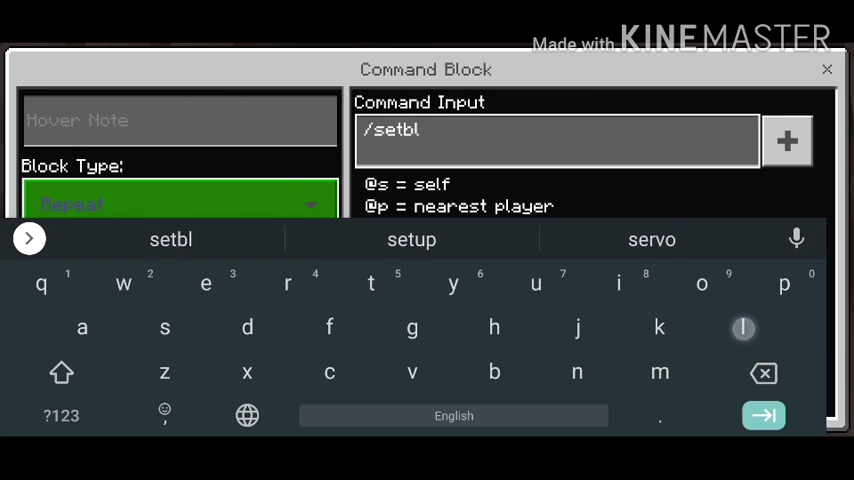 Made with KINEMASTER
Command Block
x
Hover Note
Block Type:
Repeat
Command Input
/setbl
+
@s = self
@p = nearest player
setbl setup servo
q 1 w 2 e 3 r 4 t 5 y 6 u 7 i 8 o 9 p 0
a s d f g h j k l
z x c v b n m
?123 , English .